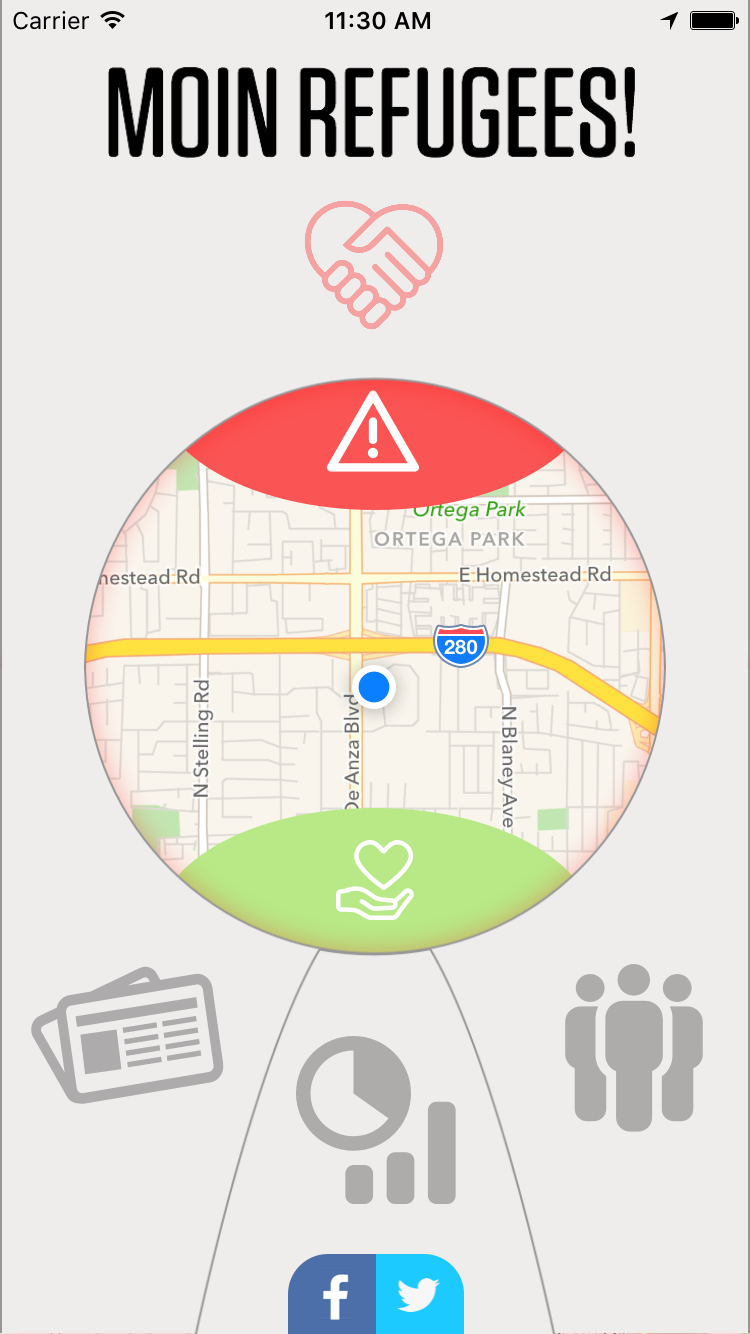 Carrier 11:30 AM
MOIN REFUGEES!
Ortega Park
ORTEGA PARK
nestead Rd
E Homestead Rd
280
N Stelling Rd
De Anza Blvd
N Blaney Ave